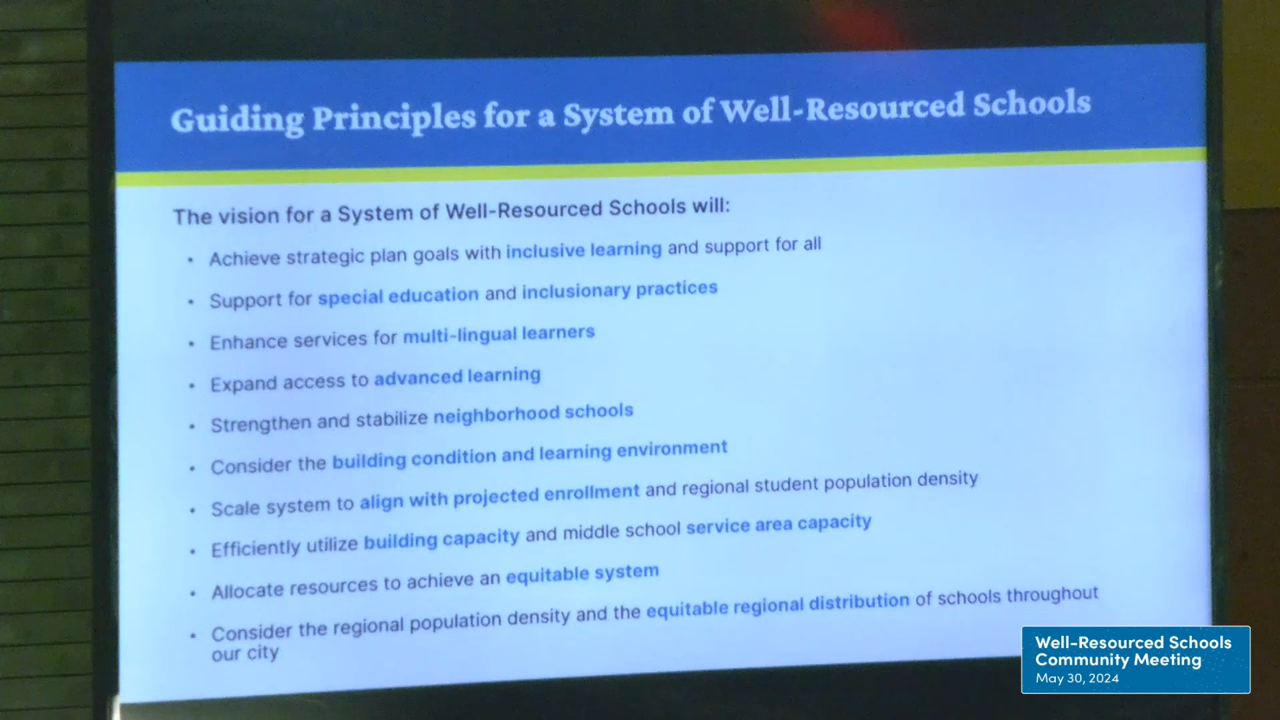 Guiding Principles for a System of Well-Resourced Schools
The vision for a System of Well-Resourced Schools will:
• Achieve strategic plan goals with inclusive learning and support for all
• Support for special education and inclusionary practices
• Enhance services for multi-lingual learners
• Expand access to advanced learning
• Strengthen and stabilize neighborhood schools
• Consider the building condition and learning environment
• Scale system to align with projected enrollment and regional student population density
• Efficiently utilize building capacity and middle school service area capacity
• Allocate resources to achieve an equitable system
• Consider the regional population density and the equitable regional distribution of schools throughout
our city
Well-Resourced Schools
Community Meeting
May 30, 2024